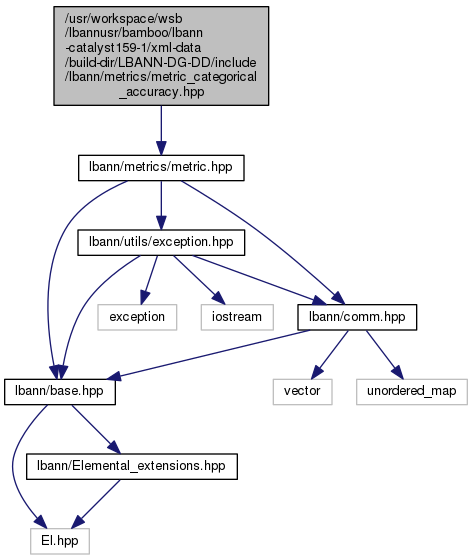 /usr/workspace/wsb
/lbannusr/bamboo/lbann
-catalyst159-1/xml-data
/build-dir/LBANN-DG-DD/include
/lbann/metrics/metric_categorical
_accuracy.hpp
lbann/metrics/metric.hpp
lbann/utils/exception.hpp
exception
iostream
lbann/comm.hpp
lbann/base.hpp
vector
unordered_map
lbann/Elemental_extensions.hpp
El.hpp